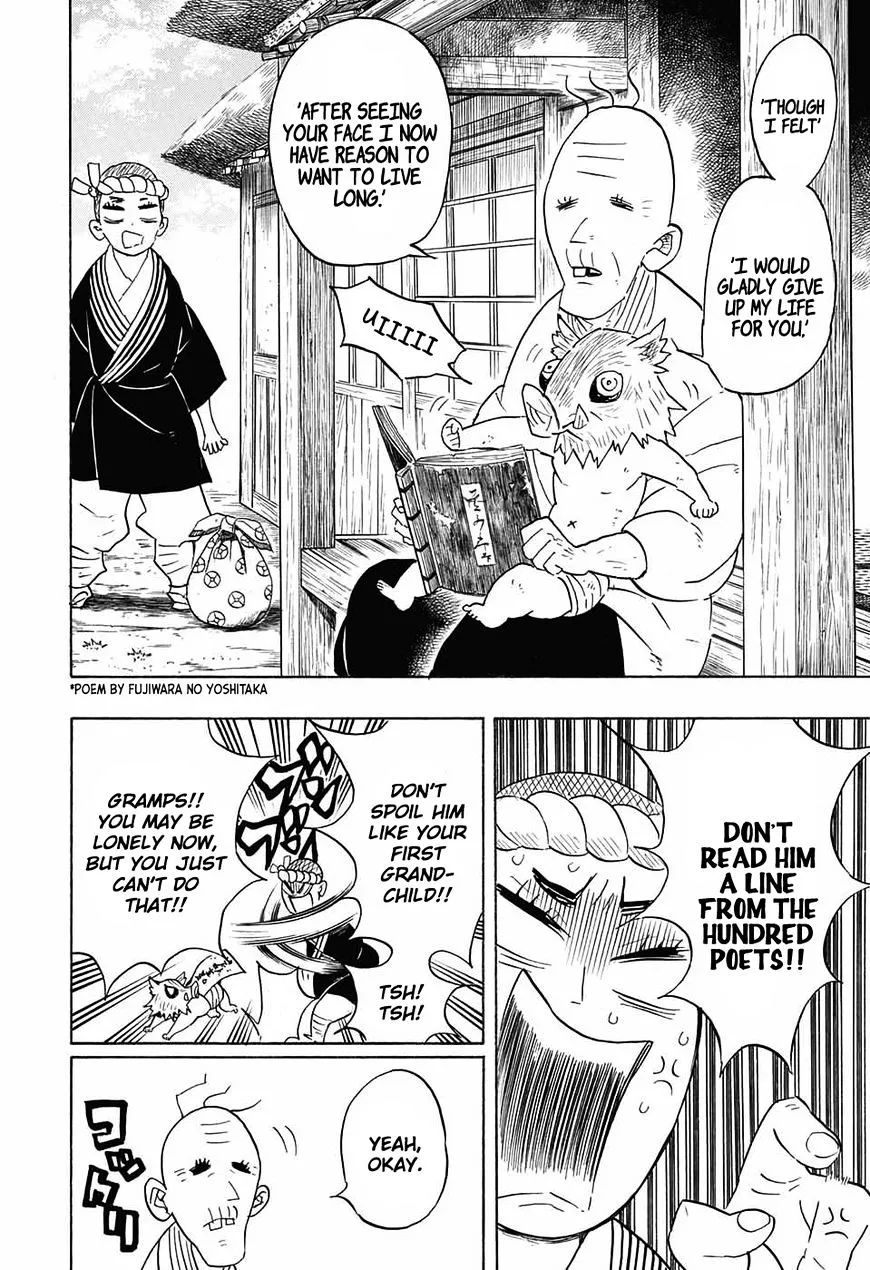 'THOUGH
I FELT'
'I WOULD
GLADLY GIVE
UP MY LIFE
FOR YOU.'
'AFTER SEEING
YOUR FACE I NOW
HAVE REASON TO
WANT TO LIVE
LONG.'
UIIIII
*POEM BY FUJIWARA NO YOSHITAKA
DON'T
READ HIM
A LINE
FROM THE
HUNDRED
POETS!!
DON'T
SPOIL HIM
LIKE YOUR
FIRST
GRAND-
CHILD!!
TSH!
TSH!
GRAMPS!!
YOU MAY BE
LONELY NOW,
BUT YOU JUST
CAN'T DO
THAT!!
YEAH,
OKAY.